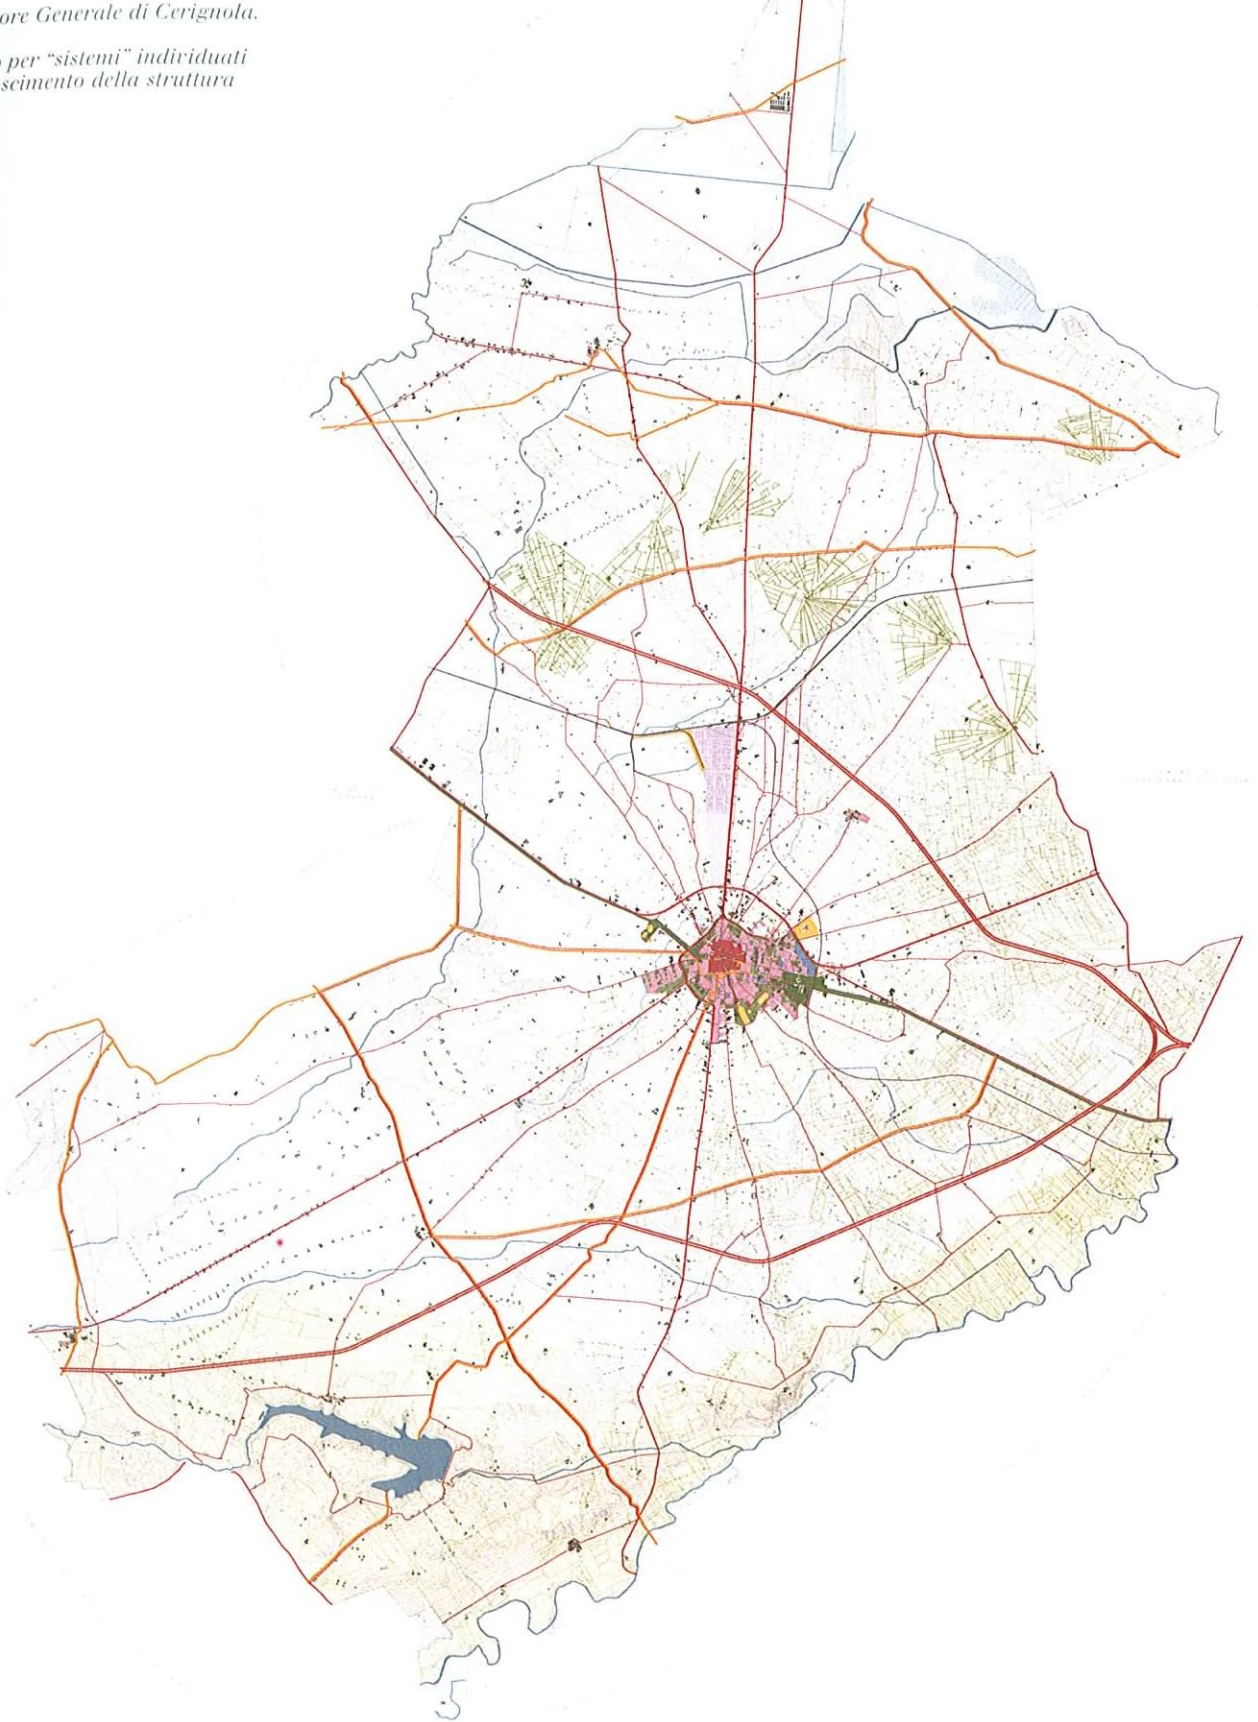 ore Generale di Cerignola.
per "sistemi" individuati
scimento della struttura